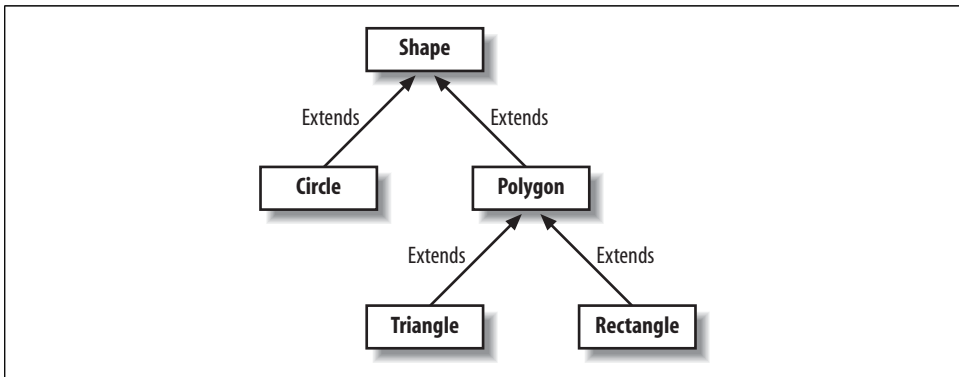 Shape
Extends
Extends
Circle
Polygon
Extends
Extends
Triangle
Rectangle